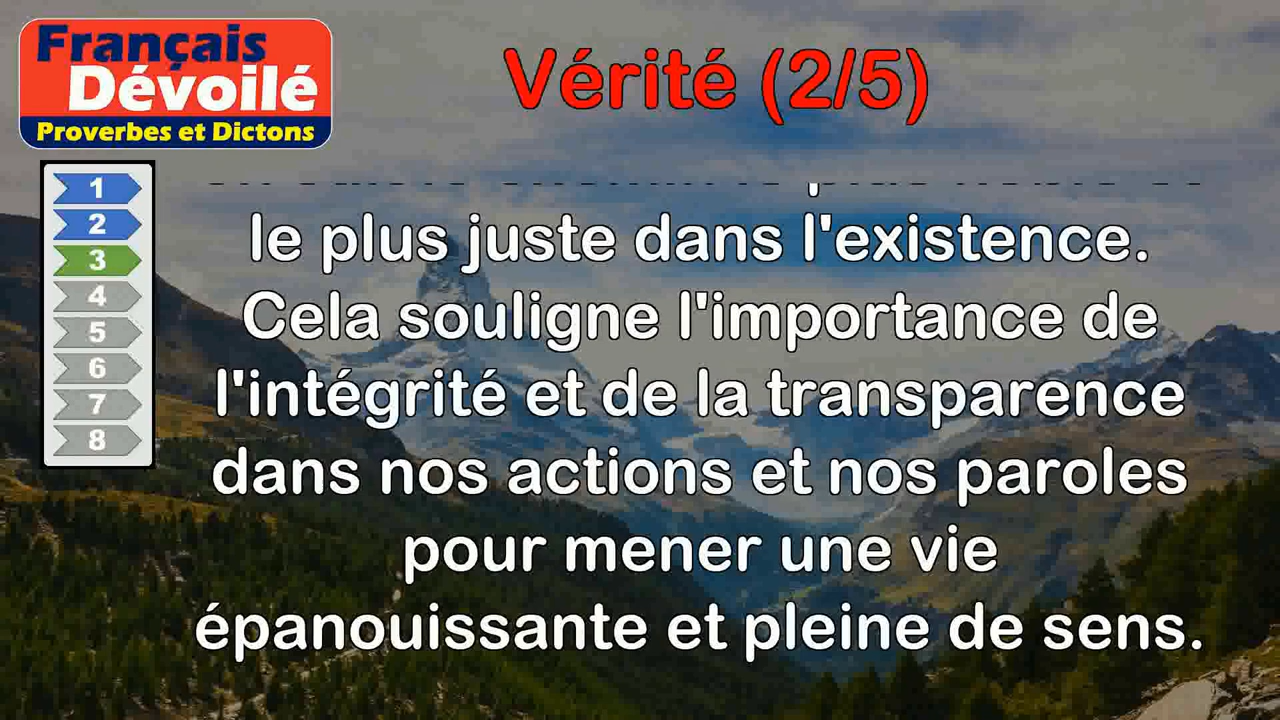 Français
Dévoilé
Proverbes et Dictons
Vérité (2/5)
1
2
3
4
5
6
7
8
le plus juste dans l'existence.
Cela souligne l'importance de
l'intégrité et de la transparence
dans nos actions et nos paroles
pour mener une vie
épanouissante et pleine de sens.